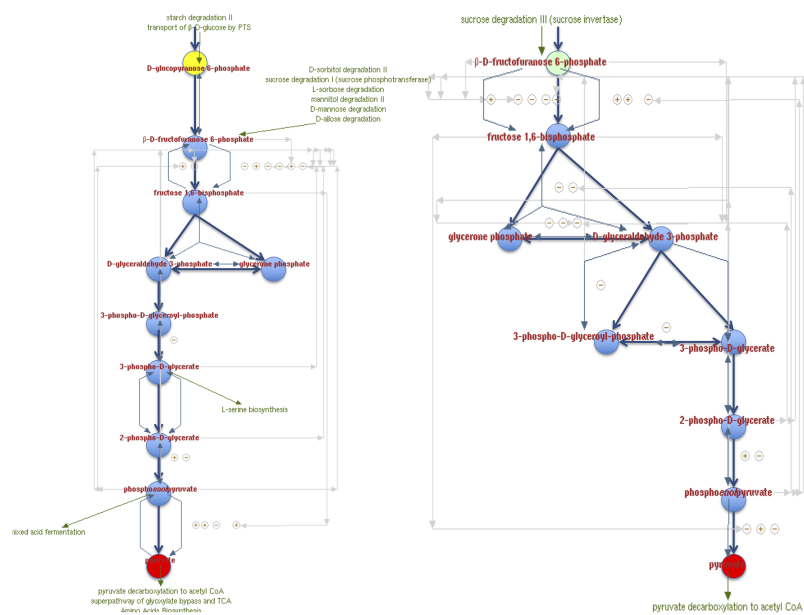 starch degradation II
transport of β-D-glucose by PTS
D-glucopyranose 6-phosphate
D-sorbitol degradation II
sucrose degradation I (sucrose phosphotransferase)
L-sorbose degradation
mannitol degradation II
D-mannose degradation
D-allose degradation
β-D-fructofuranose 6-phosphate
fructose 1,6-bisphosphate
D-glyceraldehyde 3-phosphate
glycerone phosphate
3-phospho-D-glyceroyl-phosphate
3-phospho-D-glycerate
L-serine biosynthesis
2-phospho-D-glycerate
phosphoenolpyruvate
mixed acid fermentation
pyruvate
pyruvate decarboxylation to acetyl CoA
superpathway of glyoxylate bypass and TCA
Amino Acids Biosynthesis
sucrose degradation III (sucrose invertase)
β-D-fructofuranose 6-phosphate
fructose 1,6-bisphosphate
glycerone phosphate
D-glyceraldehyde 3-phosphate
3-phospho-D-glyceroyl-phosphate
3-phospho-D-glycerate
2-phospho-D-glycerate
phosphoenolpyruvate
pyruvate
pyruvate decarboxylation to acetyl CoA